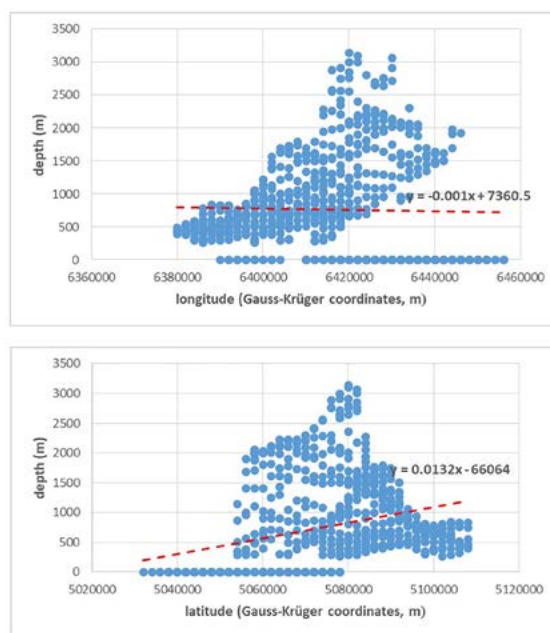 3500
3000
2500
2000
1500
1000
500
0
depth (m)
y = -0.001x + 7360.5
6360000 6380000 6400000 6420000 6440000 6460000
longitude (Gauss-Krüger coordinates, m)
3500
3000
2500
2000
1500
1000
500
0
depth (m)
y = 0.0132x - 66064
5020000 5040000 5060000 5080000 5100000 5120000
latitude (Gauss-Krüger coordinates, m)